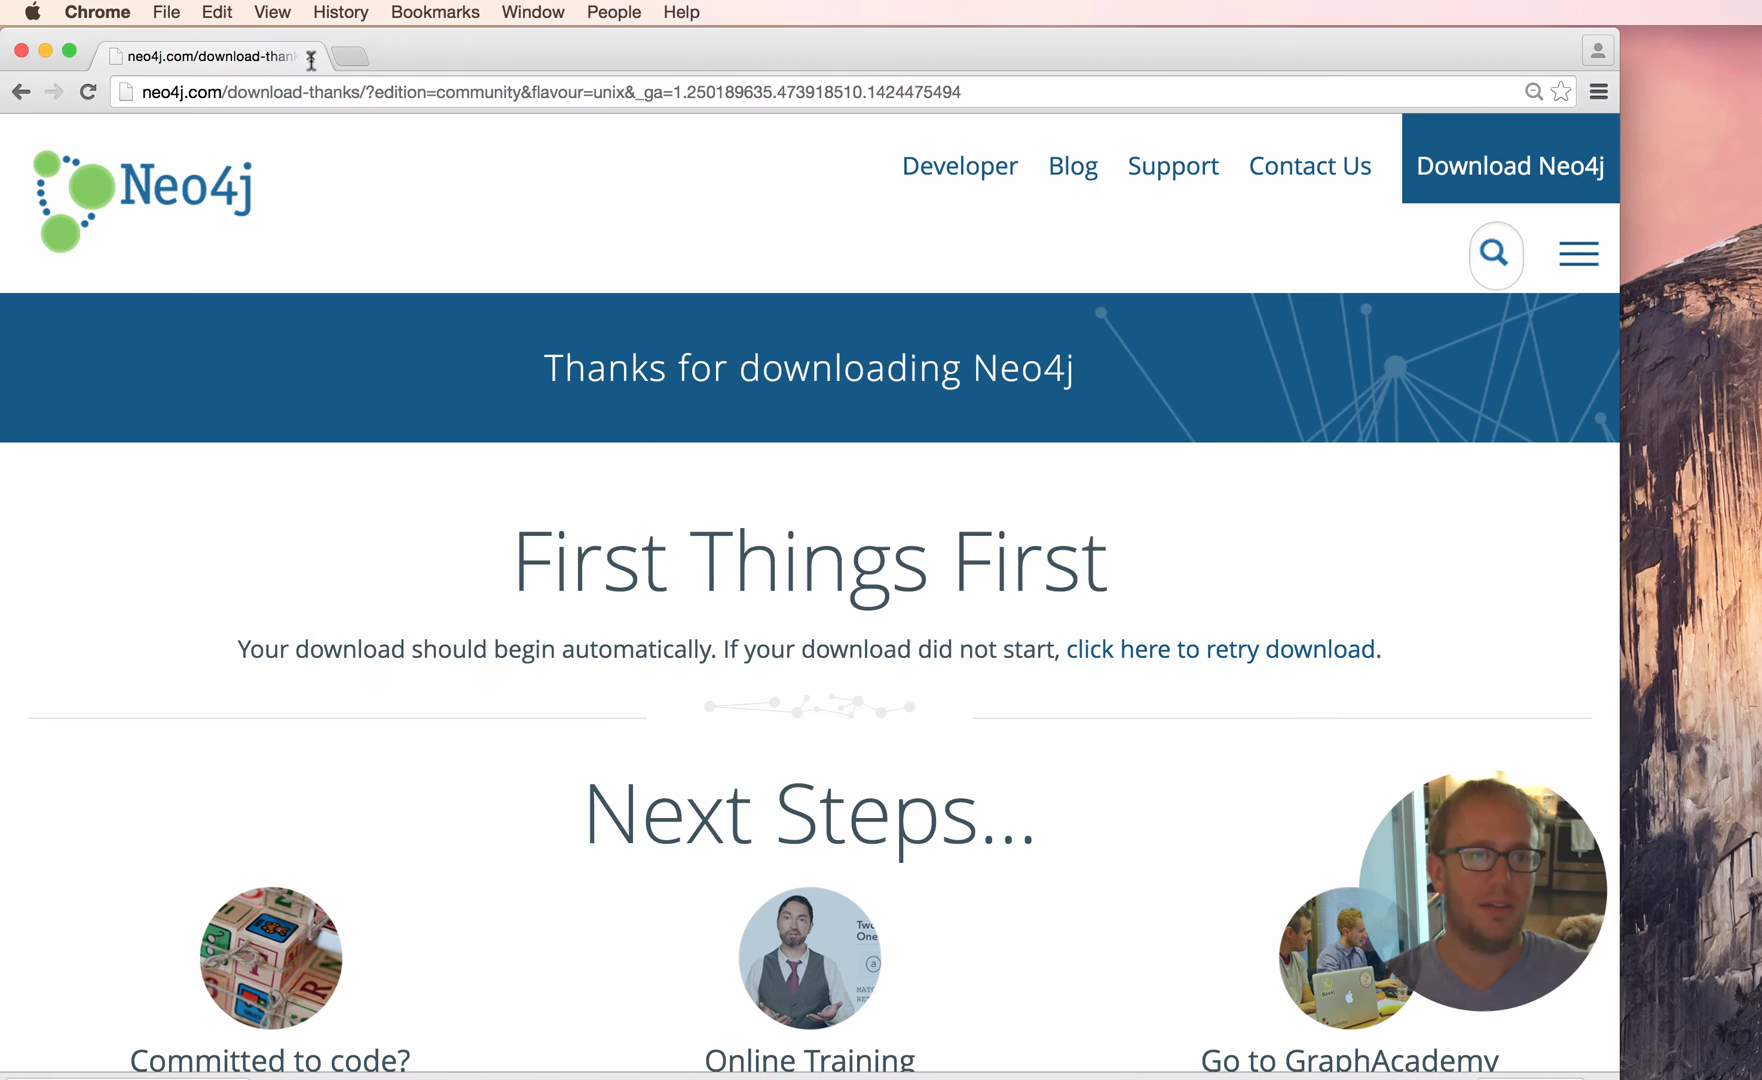 Chrome File Edit View History Bookmarks Window People Help
neo4j.com/download-than
neo4j.com/download-thanks/?edition=community&flavour=unix&_ga=1.250189635.473918510.1424475494
Neo4j
Developer Blog Support Contact Us Download Neo4j
Thanks for downloading Neo4j
First Things First
Your download should begin automatically. If your download did not start, click here to retry download.
Next Steps...
One
a
Committed to code? Online Training Go to GraphAcademy